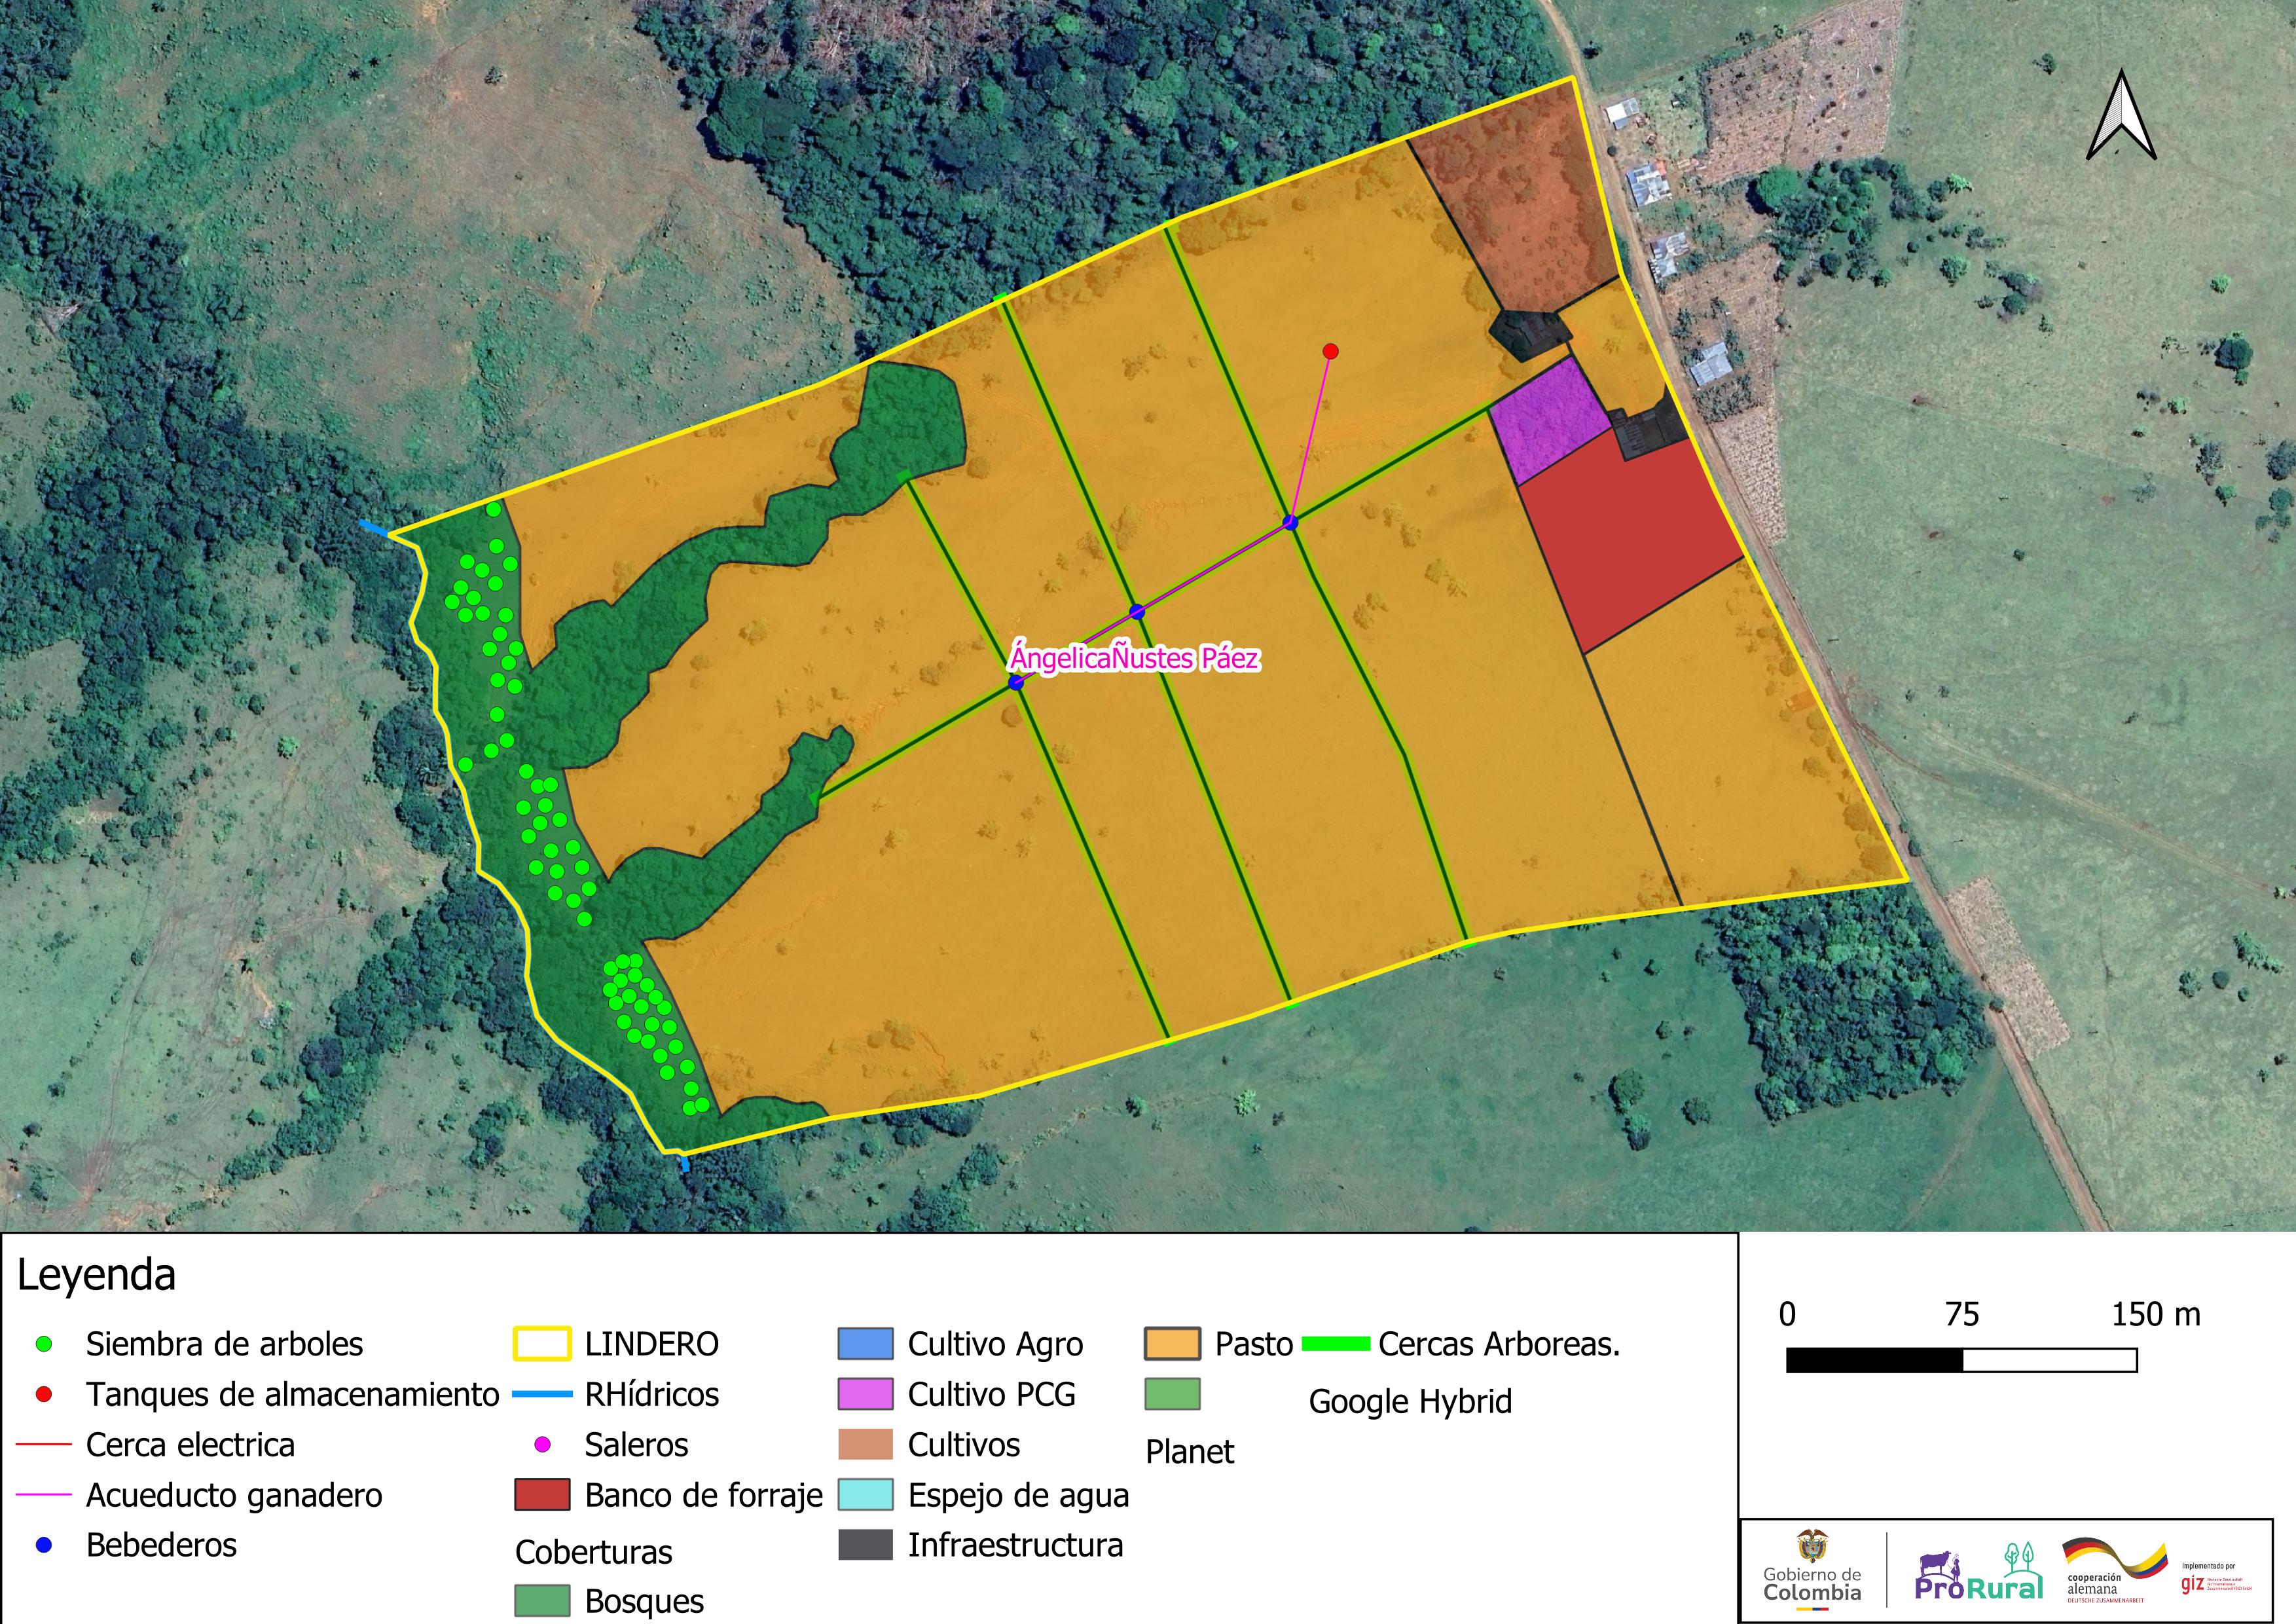 ÁngelicaÑustes Páez
Leyenda
Siembra de arboles
Tanques de almacenamiento
Cerca electrica
Acueducto ganadero
Bebederos
LINDERO
RHídricos
Saleros
Banco de forraje
Coberturas
Bosques
Cultivo Agro
Cultivo PCG
Cultivos
Espejo de agua
Infraestructura
Pasto
Planet
Cercas Arboreas.
Google Hybrid
0 75 150 m
Gobierno de
Colombia
ProRural
cooperación
alemana
DEUTSCHE ZUSAMMENARBEIT
Implementado por
giz